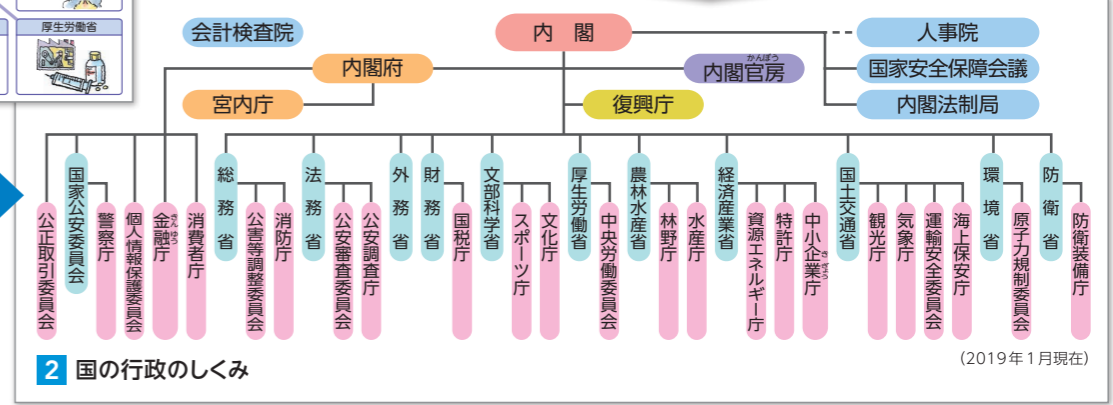 厚生労働省
会計検査院
内閣
人事院
内閣府
内閣官房
かんぼう
国家安全保障会議
宮内庁
復興庁
内閣法制局
公正取引委員会
国家公安委員会
警察庁
個人情報保護委員会
金融庁
きんゆう
消費者庁
総務省
公害等調整委員会
消防庁
法務省
公安審査委員会
公安調査庁
外務省
財務省
国税庁
文部科学省
スポーツ庁
文化庁
厚生労働省
中央労働委員会
農林水産省
林野庁
水産庁
経済産業省
資源エネルギー庁
特許庁
中小企業庁
きぎょう
国土交通省
観光庁
気象庁
運輸安全委員会
海上保安庁
環境省
原子力規制委員会
防衛省
防衛装備庁
2 国の行政のしくみ
(2019年1月現在)